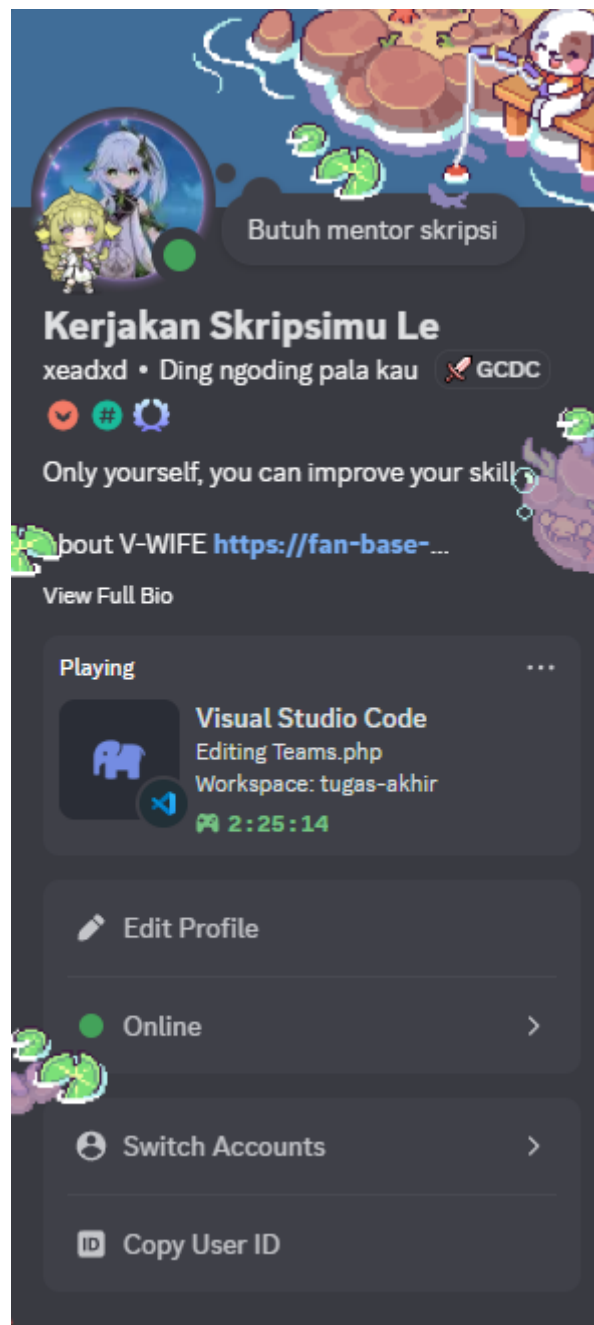 Butuh mentor skripsi
Kerjakan Skripsimu Le
xeadxd • Ding ngoding pala kau GCDC
#
Only yourself, you can improve your skill
bout V-WIFE https://fan-base-...
View Full Bio
Playing
Visual Studio Code
Editing Teams.php
Workspace: tugas-akhir
2:25:14
Edit Profile
Online
Switch Accounts
ID Copy User ID